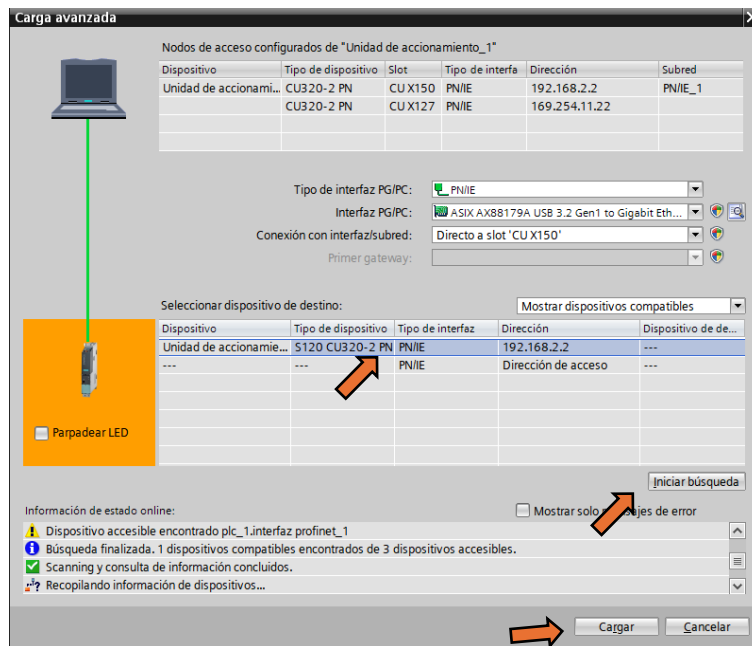 Carga avanzada
Nodos de acceso configurados de "Unidad de accionamiento_1"
Dispositivo Tipo de dispositivo Slot Tipo de interfa Dirección Subred
Unidad de accionami... CU320-2 PN CU X150 PN/IE 192.168.2.2 PN/IE_1
CU320-2 PN CU X127 PN/IE 169.254.11.22
Tipo de interfaz PG/PC: PN/IE
Interfaz PG/PC: ASIX AX88179A USB 3.2 Gen1 to Gigabit Eth...
Conexión con interfaz/subred: Directo a slot 'CU X150'
Primer gateway:
Seleccionar dispositivo de destino: Mostrar dispositivos compatibles
Dispositivo Tipo de dispositivo Tipo de interfaz Dirección Dispositivo de de...
Unidad de accionamie... S120 CU320-2 PN PN/IE 192.168.2.2 ---
--- --- PN/IE Dirección de acceso ---
Parpadear LED
Iniciar búsqueda
Información de estado online: Mostrar solo jes de error
Dispositivo accesible encontrado plc_1.interfaz profinet_1
Búsqueda finalizada. 1 dispositivos compatibles encontrados de 3 dispositivos accesibles.
Scanning y consulta de información concluidos.
Recopilando información de dispositivos...
Cargar Cancelar